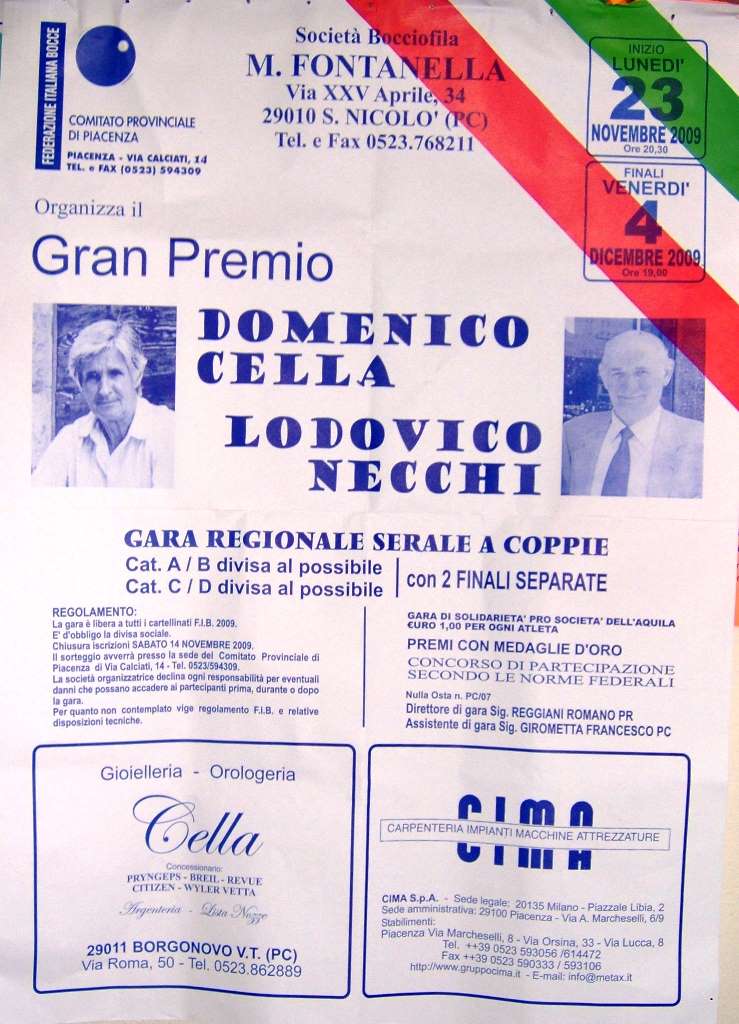 FEDERAZIONE ITALIANA BOCCE
COMITATO PROVINCIALE
DI PIACENZA
PIACENZA - VIA CALCIATI, 14
TEL. e FAX (0523) 594309
Società Bocciofila
M. FONTANELLA
Via XXV Aprile, 34
29010 S. NICOLO' (PC)
Tel. e Fax 0523.768211
INIZIO
LUNEDI'
23
NOVEMBRE 2009
Ore 20,30
FINALI
VENERDI'
4
DICEMBRE 2009
Ore 19,00
Organizza il
Gran Premio
DOMENICO
CELLA
LODOVICO
NECCHI
GARA REGIONALE SERALE A COPPIE
Cat. A / B divisa al possibile
Cat. C / D divisa al possibile
con 2 FINALI SEPARATE
REGOLAMENTO:
La gara è libera a tutti i cartellinati F.I.B. 2009.
E' d'obbligo la divisa sociale.
Chiusura iscrizioni SABATO 14 NOVEMBRE 2009.
Il sorteggio avverrà presso la sede del Comitato Provinciale di
Piacenza di Via Calciati, 14 - Tel. 0523/594309.
La società organizzatrice declina ogni responsabilità per eventuali
danni che possano accadere ai partecipanti prima, durante o dopo
la gara.
Per quanto non contemplato vige regolamento F.I.B. e relative
disposizioni tecniche.
GARA DI SOLIDARIETA' PRO SOCIETA' DELL'AQUILA
€URO 1,00 PER OGNI ATLETA
PREMI CON MEDAGLIE D'ORO
CONCORSO DI PARTECIPAZIONE
SECONDO LE NORME FEDERALI
Nulla Osta n. PC/07
Direttore di gara Sig. REGGIANI ROMANO PR
Assistente di gara Sig. GIROMETTA FRANCESCO PC
Gioielleria - Orologeria
Cella
Concessionario:
PRYNGEPS - BREIL - REVUE
CITIZEN - WYLER VETTA
Argenteria - Lista Nozze
29011 BORGONOVO V.T. (PC)
Via Roma, 50 - Tel. 0523.862889
CIMA
CARPENTERIA IMPIANTI MACCHINE ATTREZZATURE
CIMA S.p.A. - Sede legale: 20135 Milano - Piazzale Libia, 2
Sede amministrativa: 29100 Piacenza - Via A. Marcheselli, 6/9
Stabilimenti:
Piacenza Via Marcheselli, 8 - Via Orsina, 33 - Via Lucca, 8
Tel. ++39 0523 593056 /614472
Fax ++39 0523 590333 / 593106
http://www.gruppocima.it - E-mail: info@metax.it